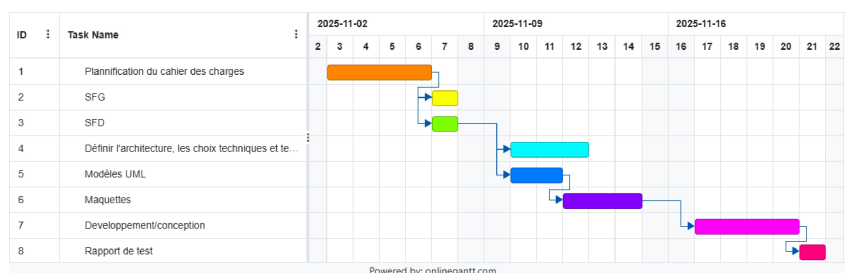 ID Task Name 2025-11-02 2025-11-09 2025-11-16
2 3 4 5 6 7 8 9 10 11 12 13 14 15 16 17 18 19 20 21 22
1 Plannification du cahier des charges
2 SFG
3 SFD
4 Définir l'architecture, les choix techniques et te...
5 Modèles UML
6 Maquettes
7 Developpement/conception
8 Rapport de test
Powered by: onlinegantt.com